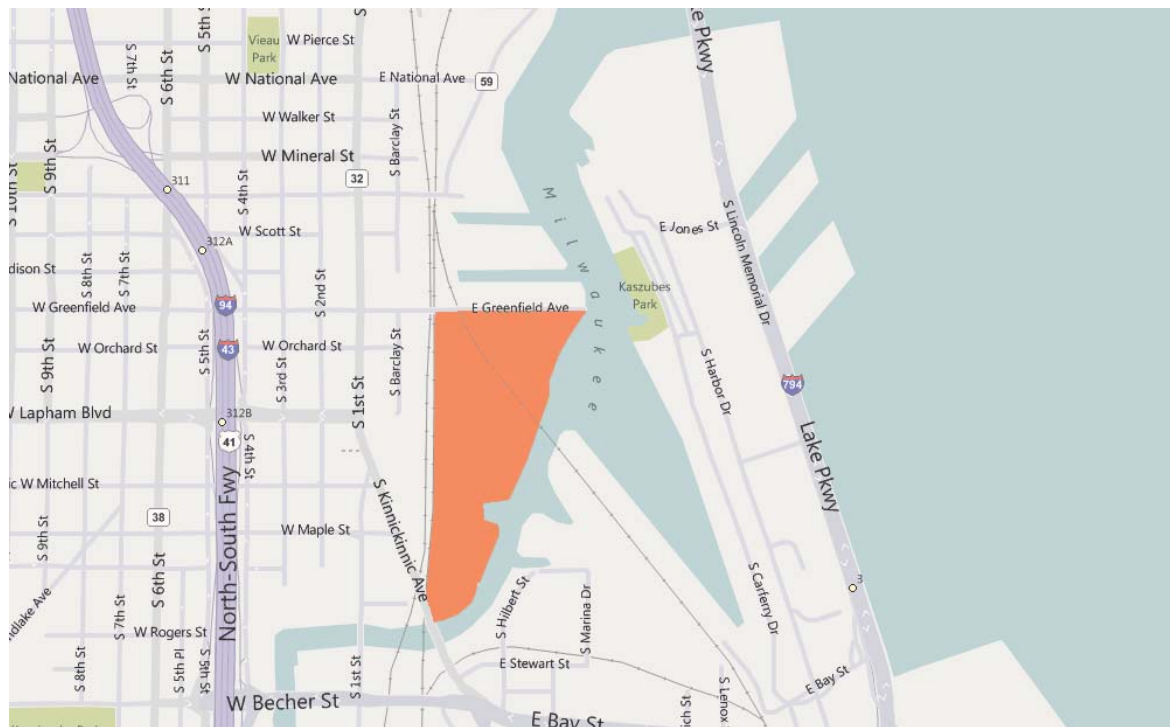 Vieau
Park
W Pierce St
S 5th St
S 7th St
S 6th St
National Ave
W National Ave
E National Ave
59
W Walker St
S Barclay St
W Mineral St
S 9th St
S 10th St
311
32
S 4th St
Milwaukee
S Lincoln Memorial Dr
E Jones St
W Scott St
312A
dison St
S 8th St
S 7th St
S 2nd St
Kaszubes
Park
94
W Greenfield Ave
E Greenfield Ave
43
W Orchard St
W Orchard St
S 5th St
S 9th St
S 3rd St
S Barclay St
S 1st St
S Harbor Dr
794
Lake Pkwy
W Lapham Blvd
312B
41
S 4th St
North-South Fwy
W Mitchell St
S Kinnickinnic Ave
38
W Maple St
S 9th St
S 6th St
S Hilbert St
S Marina Dr
S Carferry Dr
3
S 7th St
W Rogers St
S 8th St
S 5th Pl
S 5th St
S 1st St
E Stewart St
W Becher St
E Bay St
S Lenox
E Bay St